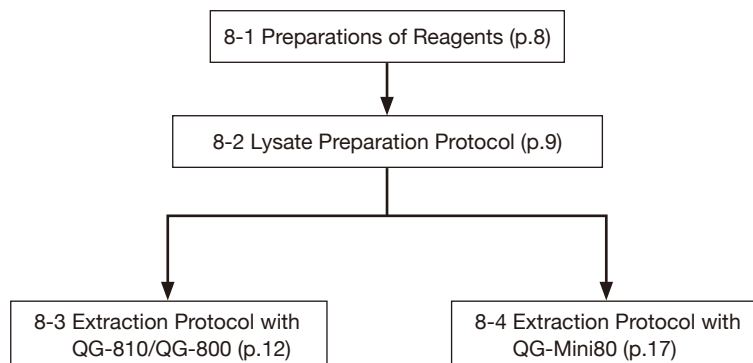 8-1 Preparations of Reagents (p.8)
8-2 Lysate Preparation Protocol (p.9)
8-3 Extraction Protocol with
QG-810/QG-800 (p.12)
8-4 Extraction Protocol with
QG-Mini80 (p.17)